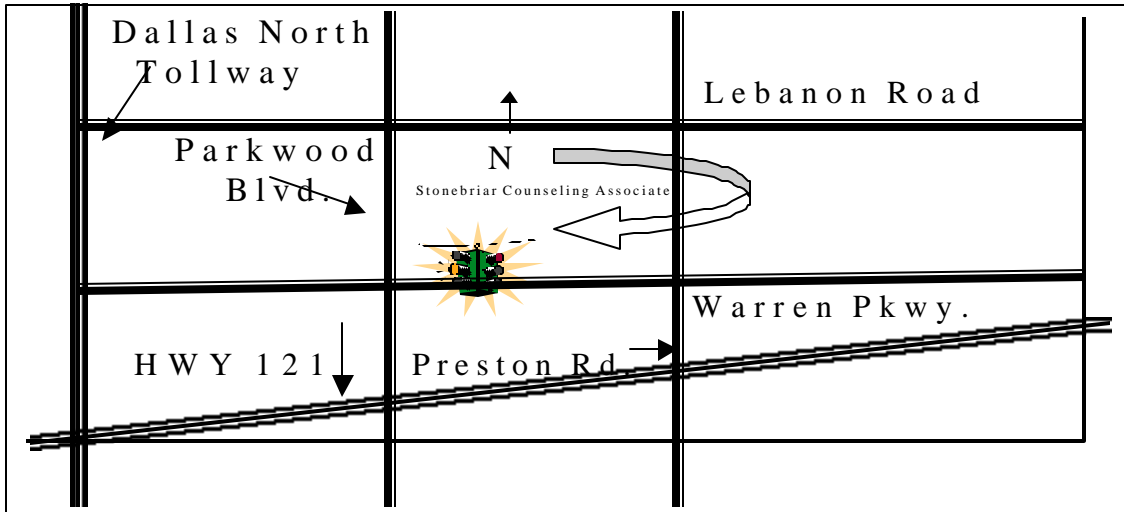 Dallas North
Tollway
Lebanon Road
Parkwood
Blvd.
N
Stonebriar Counseling Associate
Warren Pkwy.
HWY 121
Preston Rd.